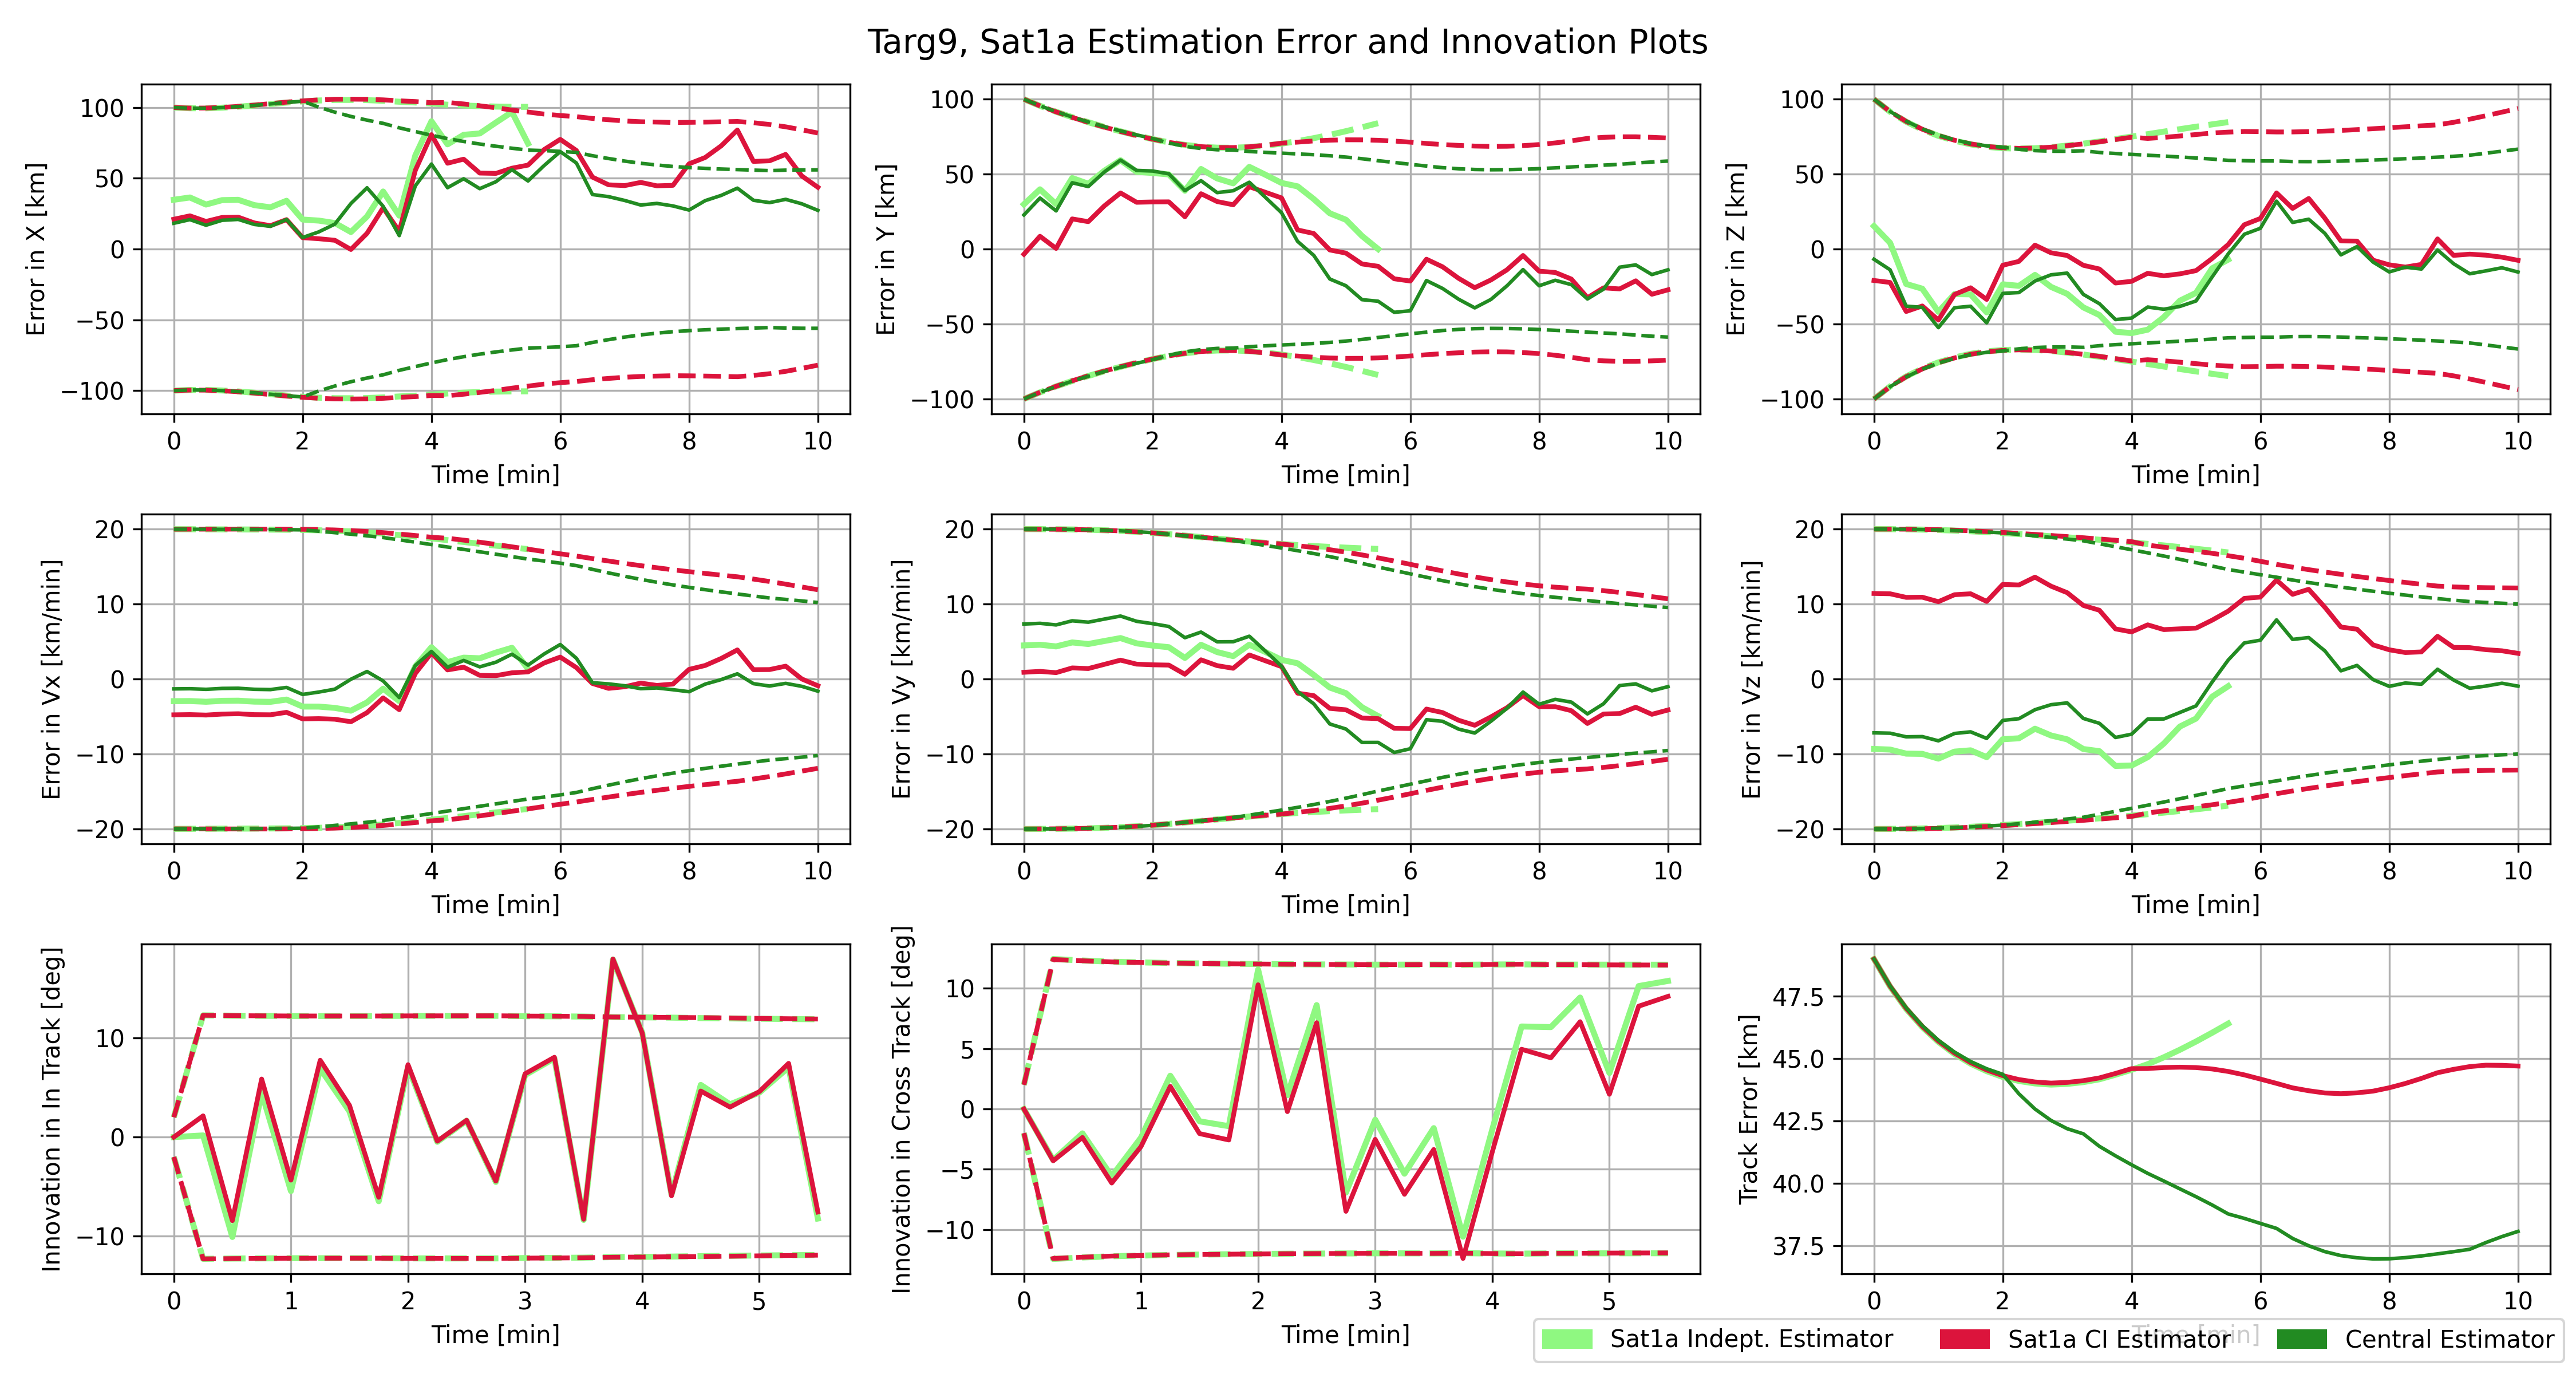 Targ9, Sat1a Estimation Error and Innovation Plots
Error in X [km]
100
50
0
−50
−100
0 2 4 6 8 10
Time [min]
Error in Y [km]
100
50
0
−50
−100
0 2 4 6 8 10
Time [min]
Error in Z [km]
100
50
0
−50
−100
0 2 4 6 8 10
Time [min]
Error in Vx [km/min]
20
10
0
−10
−20
0 2 4 6 8 10
Time [min]
Error in Vy [km/min]
20
10
0
−10
−20
0 2 4 6 8 10
Time [min]
Error in Vz [km/min]
20
10
0
−10
−20
0 2 4 6 8 10
Time [min]
Innovation in In Track [deg]
10
0
−10
0 1 2 3 4 5
Time [min]
Innovation in Cross Track [deg]
10
5
0
−5
−10
0 1 2 3 4 5
Time [min]
Track Error [km]
47.5
45.0
42.5
40.0
37.5
0 2 4 6 8 10
Time [min]
Sat1a Indept. Estimator
Sat1a CI Estimator
Central Estimator